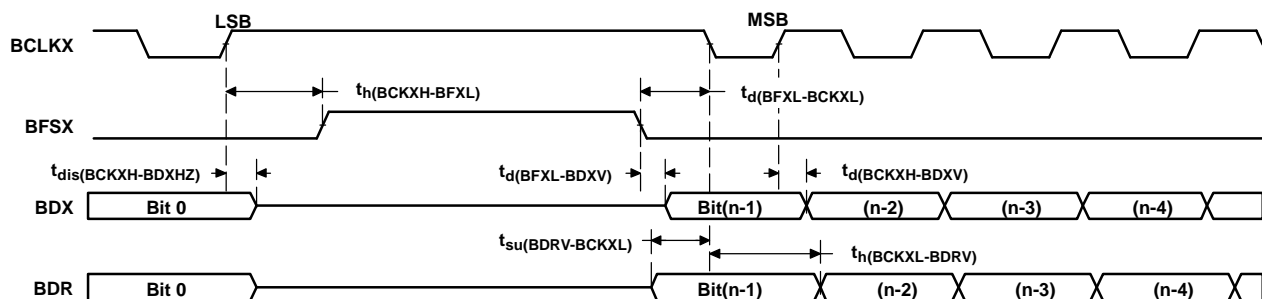 LSB MSB
BCLKX
th(BCKXH-BFXL) td(BFXL-BCKXL)
BFSX
tdis(BCKXH-BDXHZ) td(BFXL-BDXV) td(BCKXH-BDXV)
BDX Bit 0 Bit(n-1) (n-2) (n-3) (n-4)
tsu(BDRV-BCKXL) th(BCKXL-BDRV)
BDR Bit 0 Bit(n-1) (n-2) (n-3) (n-4)